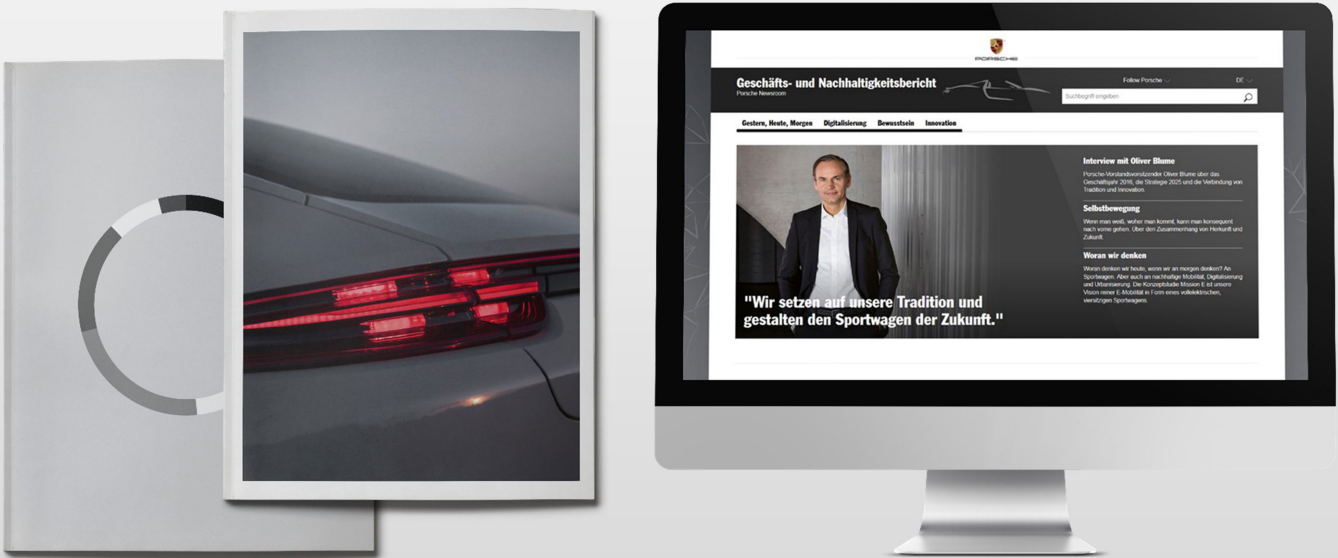 PORSCHE
Geschäfts- und Nachhaltigkeitsbericht
Porsche Newsroom
Follow Porsche
DE
Suchbegriff eingeben
Gestern, Heute, Morgen Digitalisierung Bewusstsein Innovation
"Wir setzen auf unsere Tradition und
gestalten den Sportwagen der Zukunft."
Interview mit Oliver Blume
Porsche-Vorstandsvorsitzender Oliver Blume über das
Geschäftsjahr 2016, die Strategie 2025 und die Verbindung von
Tradition und Innovation.
Selbstbewegung
Wenn man weiß, woher man kommt, kann man konsequent
nach vorne gehen. Über den Zusammenhang von Herkunft und
Zukunft.
Woran wir denken
Woran denken wir heute, wenn wir an morgen denken? An
Sportwagen. Aber auch an nachhaltige Mobilität, Digitalisierung
und Urbanisierung. Die Konzeptstudie Mission E ist unsere
Vision reiner E-Mobilität in Form eines vollelektrischen,
viersitzigen Sportwagens.